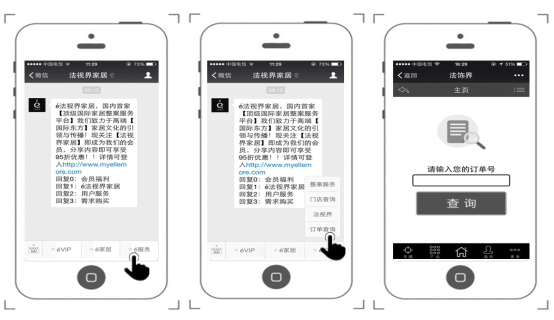 中国电信 11:29 73%
微信 法视界家居
08:13
é法视界家居，国内首家
【顶级国际家居整案服务
平台】我们致力于高端【
国际东方】家居文化的引
领与传播！现关注【法视
界家居】即成为我们的会
员，分享内容即可享受
95折优惠！！详情可登
入http://www.myellem
ore.com
回复0：会员福利
回复1：é法视界家居
回复2：用户服务
回复3：需求购买
éVIP é家居 é服务
中国电信 11:29 73%
微信 法视界家居
08:13
é法视界家居，国内首家
【顶级国际家居整案服务
平台】我们致力于高端【
国际东方】家居文化的引
领与传播！现关注【法视
界家居】即成为我们的会
员，分享内容即可享受
95折优惠！！详情可登
入http://www.myellem
ore.com
回复0：会员福利
回复1：é法视界家居
回复2：用户服务
回复3：需求购买
整案服务
门店查询
法视界
订单查询
éVIP é家居
中国电信 16:29 51%
返回 法饰界
主页
请输入您的订单号
查 询